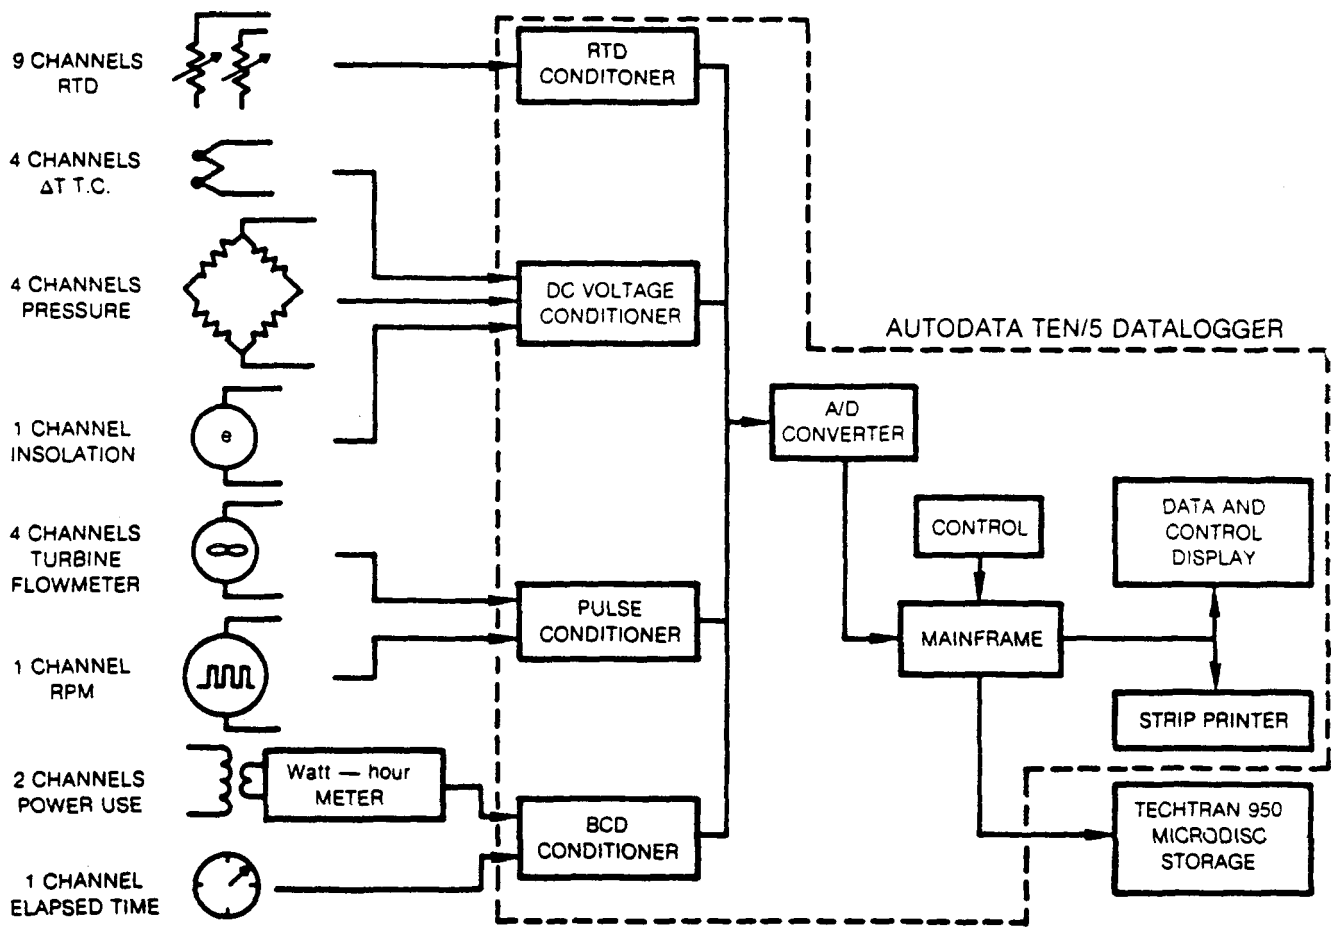 9 CHANNELS
RTD
RTD
CONDITONER
4 CHANNELS
ΔT T.C.
4 CHANNELS
PRESSURE
DC VOLTAGE
CONDITIONER
AUTODATA TEN/5 DATALOGGER
1 CHANNEL
INSOLATION
e
A/D
CONVERTER
4 CHANNELS
TURBINE
FLOWMETER
PULSE
CONDITIONER
CONTROL
MAINFRAME
DATA AND
CONTROL
DISPLAY
STRIP PRINTER
1 CHANNEL
RPM
2 CHANNELS
POWER USE
Watt — hour
METER
BCD
CONDITIONER
TECHTRAN 950
MICRODISC
STORAGE
1 CHANNEL
ELAPSED TIME